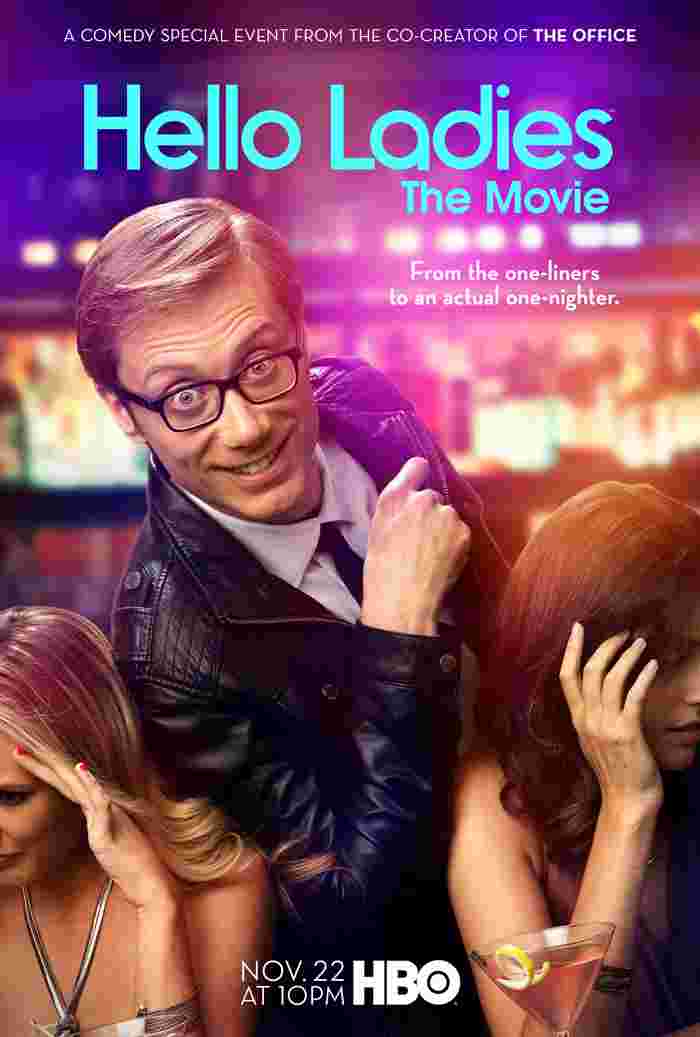 A COMEDY SPECIAL EVENT FROM THE CO-CREATOR OF THE OFFICE
Hello Ladies
The Movie
From the one-liners
to an actual one-nighter.
NOV. 22
AT 10PM HBO